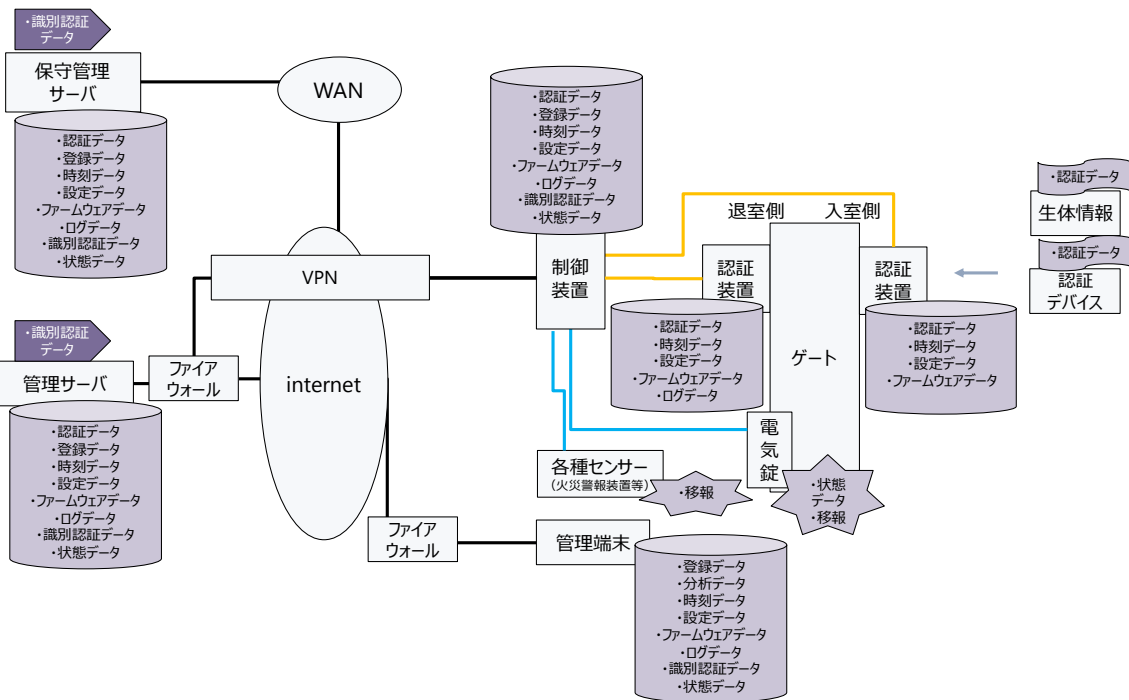 ・識別認証
データ
保守管理
サーバ
・認証データ
・登録データ
・時刻データ
・設定データ
・ファームウェアデータ
・ログデータ
・識別認証データ
・状態データ
WAN
・認証データ
・登録データ
・時刻データ
・設定データ
・ファームウェアデータ
・ログデータ
・識別認証データ
・状態データ
退室側
入室側
・認証データ
生体情報
・認証データ
認証
デバイス
VPN
制御
装置
認証
装置
認証
装置
・認証データ
・時刻データ
・設定データ
・ファームウェアデータ
・ログデータ
ゲート
・認証データ
・時刻データ
・設定データ
・ファームウェアデータ
・識別認証
データ
管理サーバ
ファイア
ウォール
internet
・認証データ
・登録データ
・時刻データ
・設定データ
・ファームウェアデータ
・ログデータ
・識別認証データ
・状態データ
電
気
錠
各種センサー
(火災警報装置等)
・移報
・状態
データ
・移報
ファイア
ウォール
管理端末
・登録データ
・分析データ
・時刻データ
・設定データ
・ファームウェアデータ
・ログデータ
・識別認証データ
・状態データ